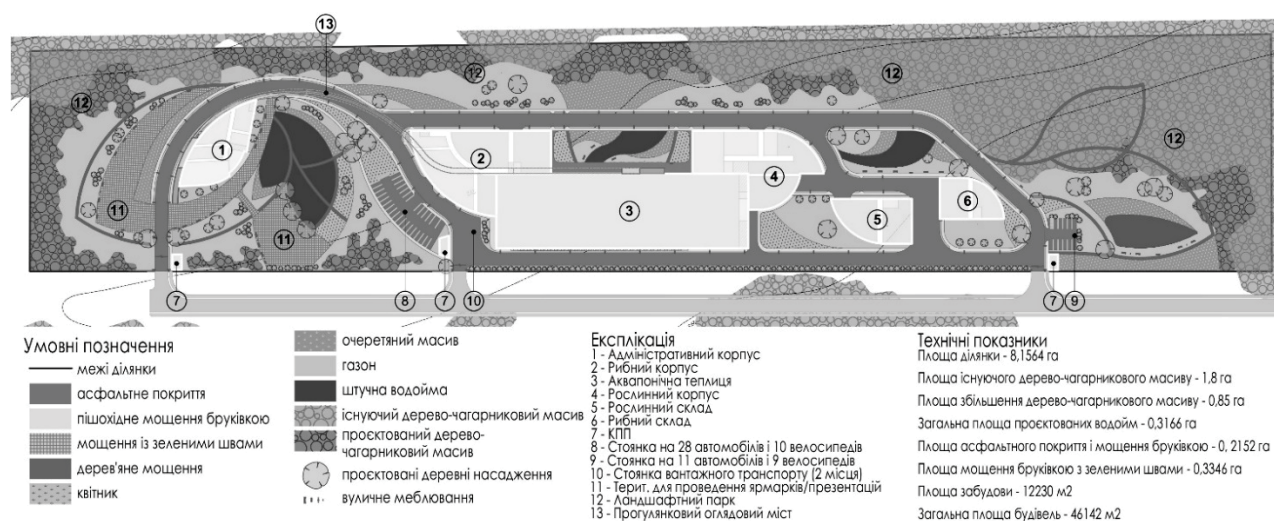 13
12
12
12
12
1
2
3
4
5
6
11
11
7
8
7
10
7
9
Умовні позначення
межі ділянки
асфальтне покриття
пішохідне мощення бруківкою
мощення із зеленими швами
дерев'яне мощення
квітник
очеретяний масив
газон
штучна водойма
існуючий дерево-чагарниковий масив
проєктований дерево-
чагарниковий масив
проєктовані деревні насадження
вуличне меблювання
Експлікація
1 - Адміністративний корпус
2 - Рибний корпус
3 - Аквапонічна теплиця
4 - Рослинний корпус
5 - Рослинний склад
6 - Рибний склад
7 - КПП
8 - Стоянка на 28 автомобілів і 10 велосипедів
9 - Стоянка на 11 автомобілів і 9 велосипедів
10 - Стоянка вантажного транспорту (2 місця)
11 - Терит. для проведення ярмарків/презентацій
12 - Ландшафтний парк
13 - Прогулянковий оглядовий міст
Технічні показники
Площа ділянки - 8,1564 га
Площа існуючого дерево-чагарникового масиву - 1,8 га
Площа збільшення дерево-чагарникового масиву - 0,85 га
Загальна площа проєктованих водойм - 0,3166 га
Площа асфальтного покриття і мощення бруківкою - 0, 2152 га
Площа мощення бруківкою з зеленими швами - 0,3346 га
Площа забудови - 12230 м2
Загальна площа будівель - 46142 м2